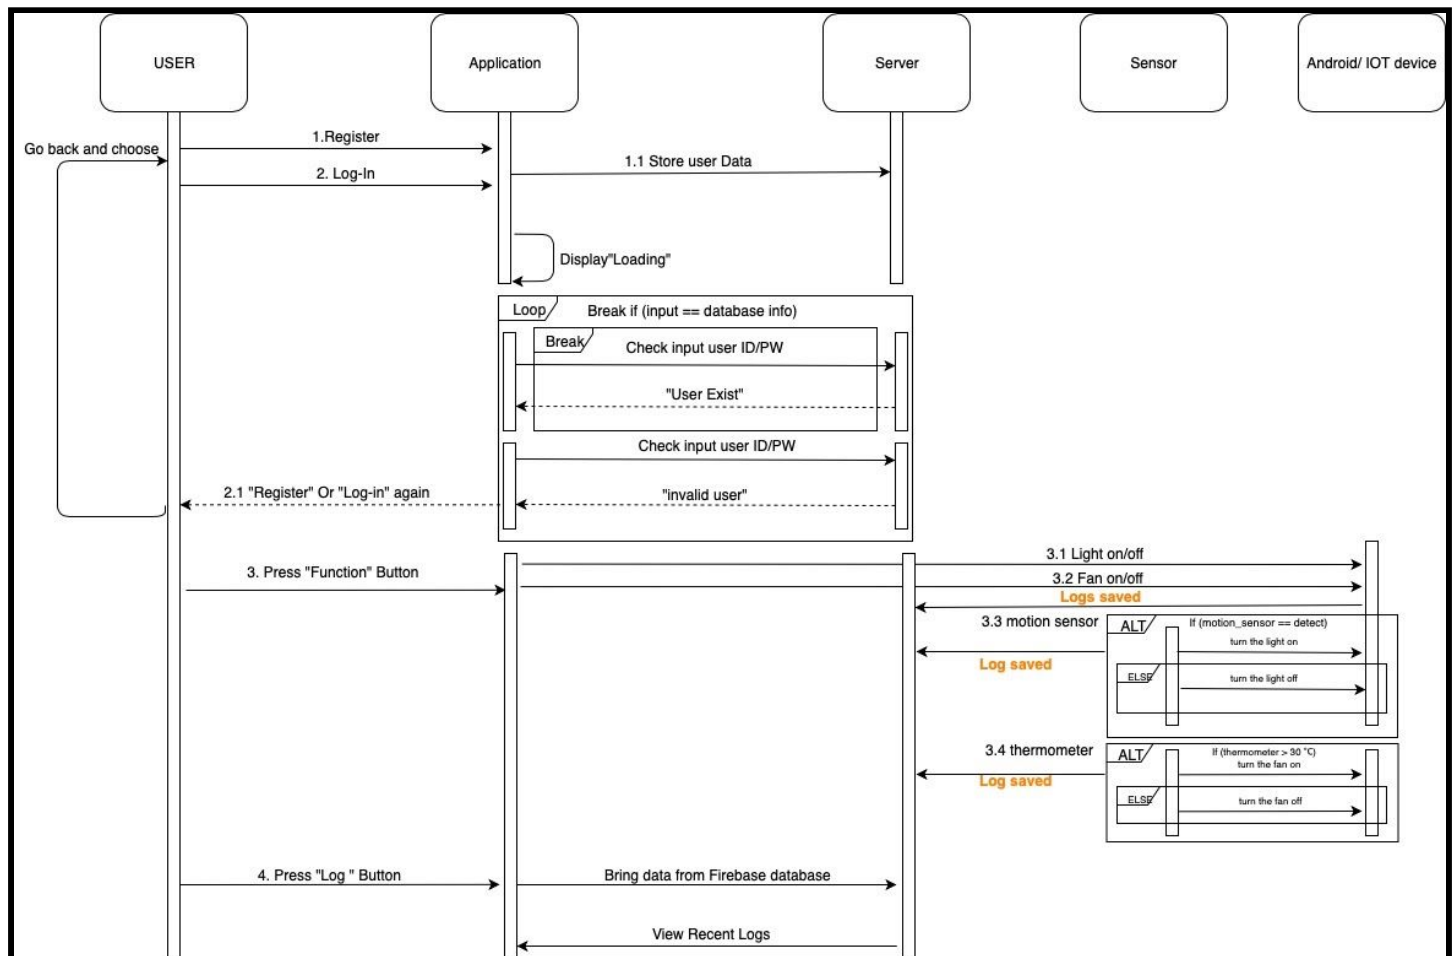 USER
Application
Server
Sensor
Android/ IOT device
Go back and choose
1.Register
1.1 Store user Data
2. Log-In
Display"Loading"
Loop
Break if (input == database info)
Break
Check input user ID/PW
"User Exist"
Check input user ID/PW
2.1 "Register" Or "Log-in" again
"invalid user"
3.1 Light on/off
3. Press "Function" Button
3.2 Fan on/off
Logs saved
3.3 motion sensor
ALT
If (motion_sensor == detect)
turn the light on
Log saved
ELSE
turn the light off
3.4 thermometer
ALT
If (thermometer > 30 °C)
turn the fan on
Log saved
ELSE
turn the fan off
4. Press "Log " Button
Bring data from Firebase database
View Recent Logs